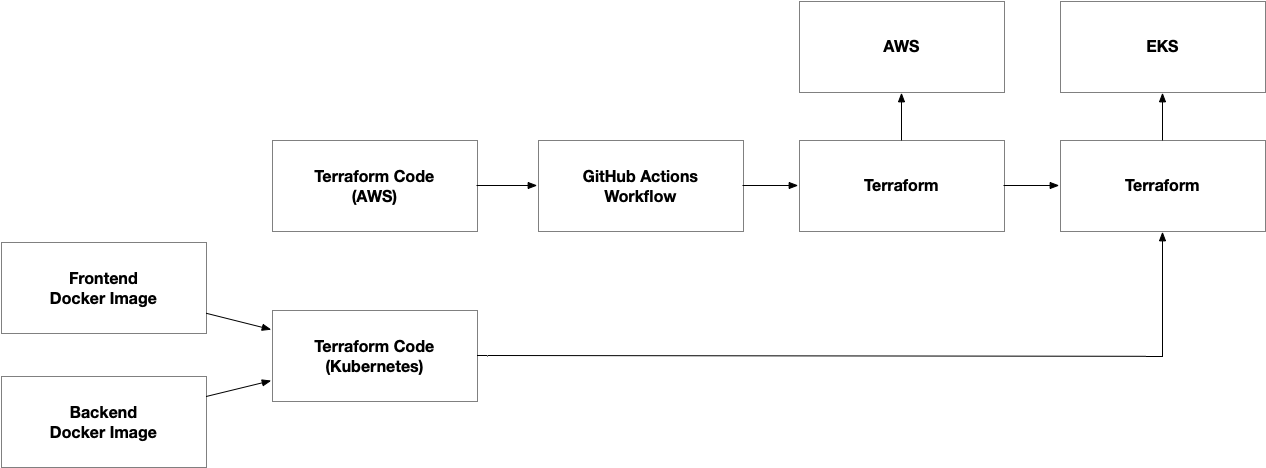 AWS
EKS
Terraform Code
(AWS)
GitHub Actions
Workflow
Terraform
Terraform
Frontend
Docker Image
Terraform Code
(Kubernetes)
Backend
Docker Image